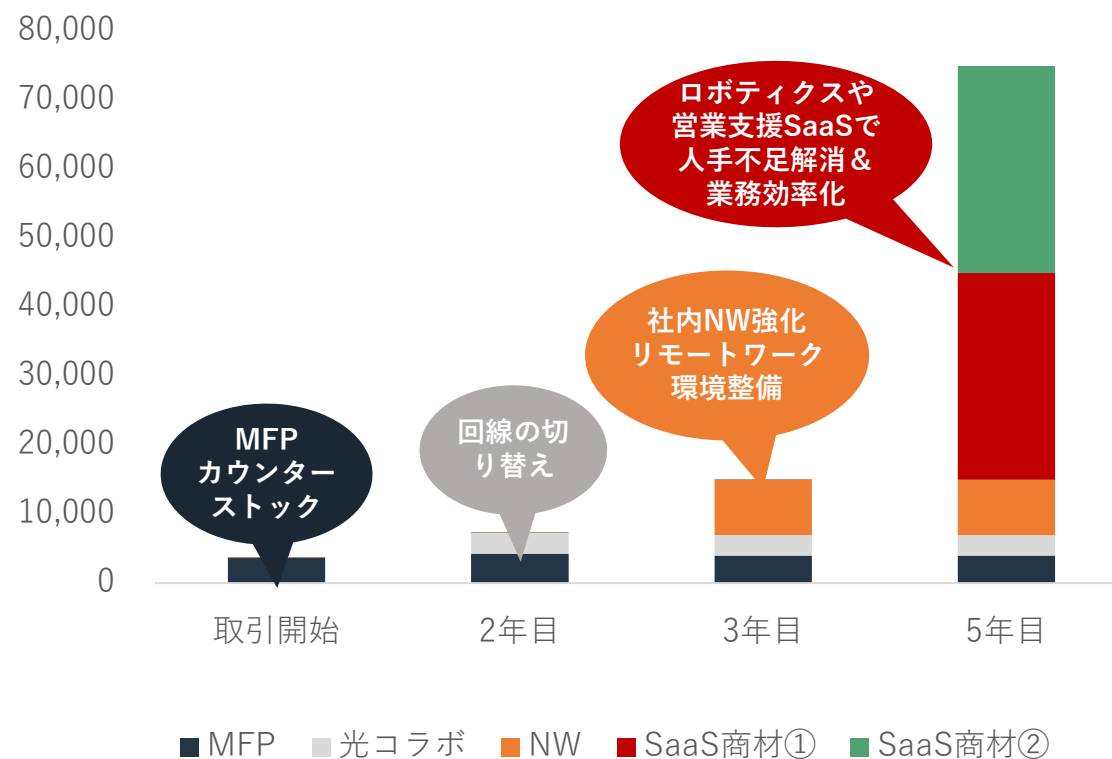 80,000
70,000
60,000
50,000
40,000
30,000
20,000
10,000
0
MFP
カウンター
ストック
回線の切
り替え
社内NW強化
リモートワーク
環境整備
ロボティクスや
営業支援SaaSで
人手不足解消＆
業務効率化
取引開始 2年目 3年目 5年目
MFP 光コラボ NW SaaS商材① SaaS商材②